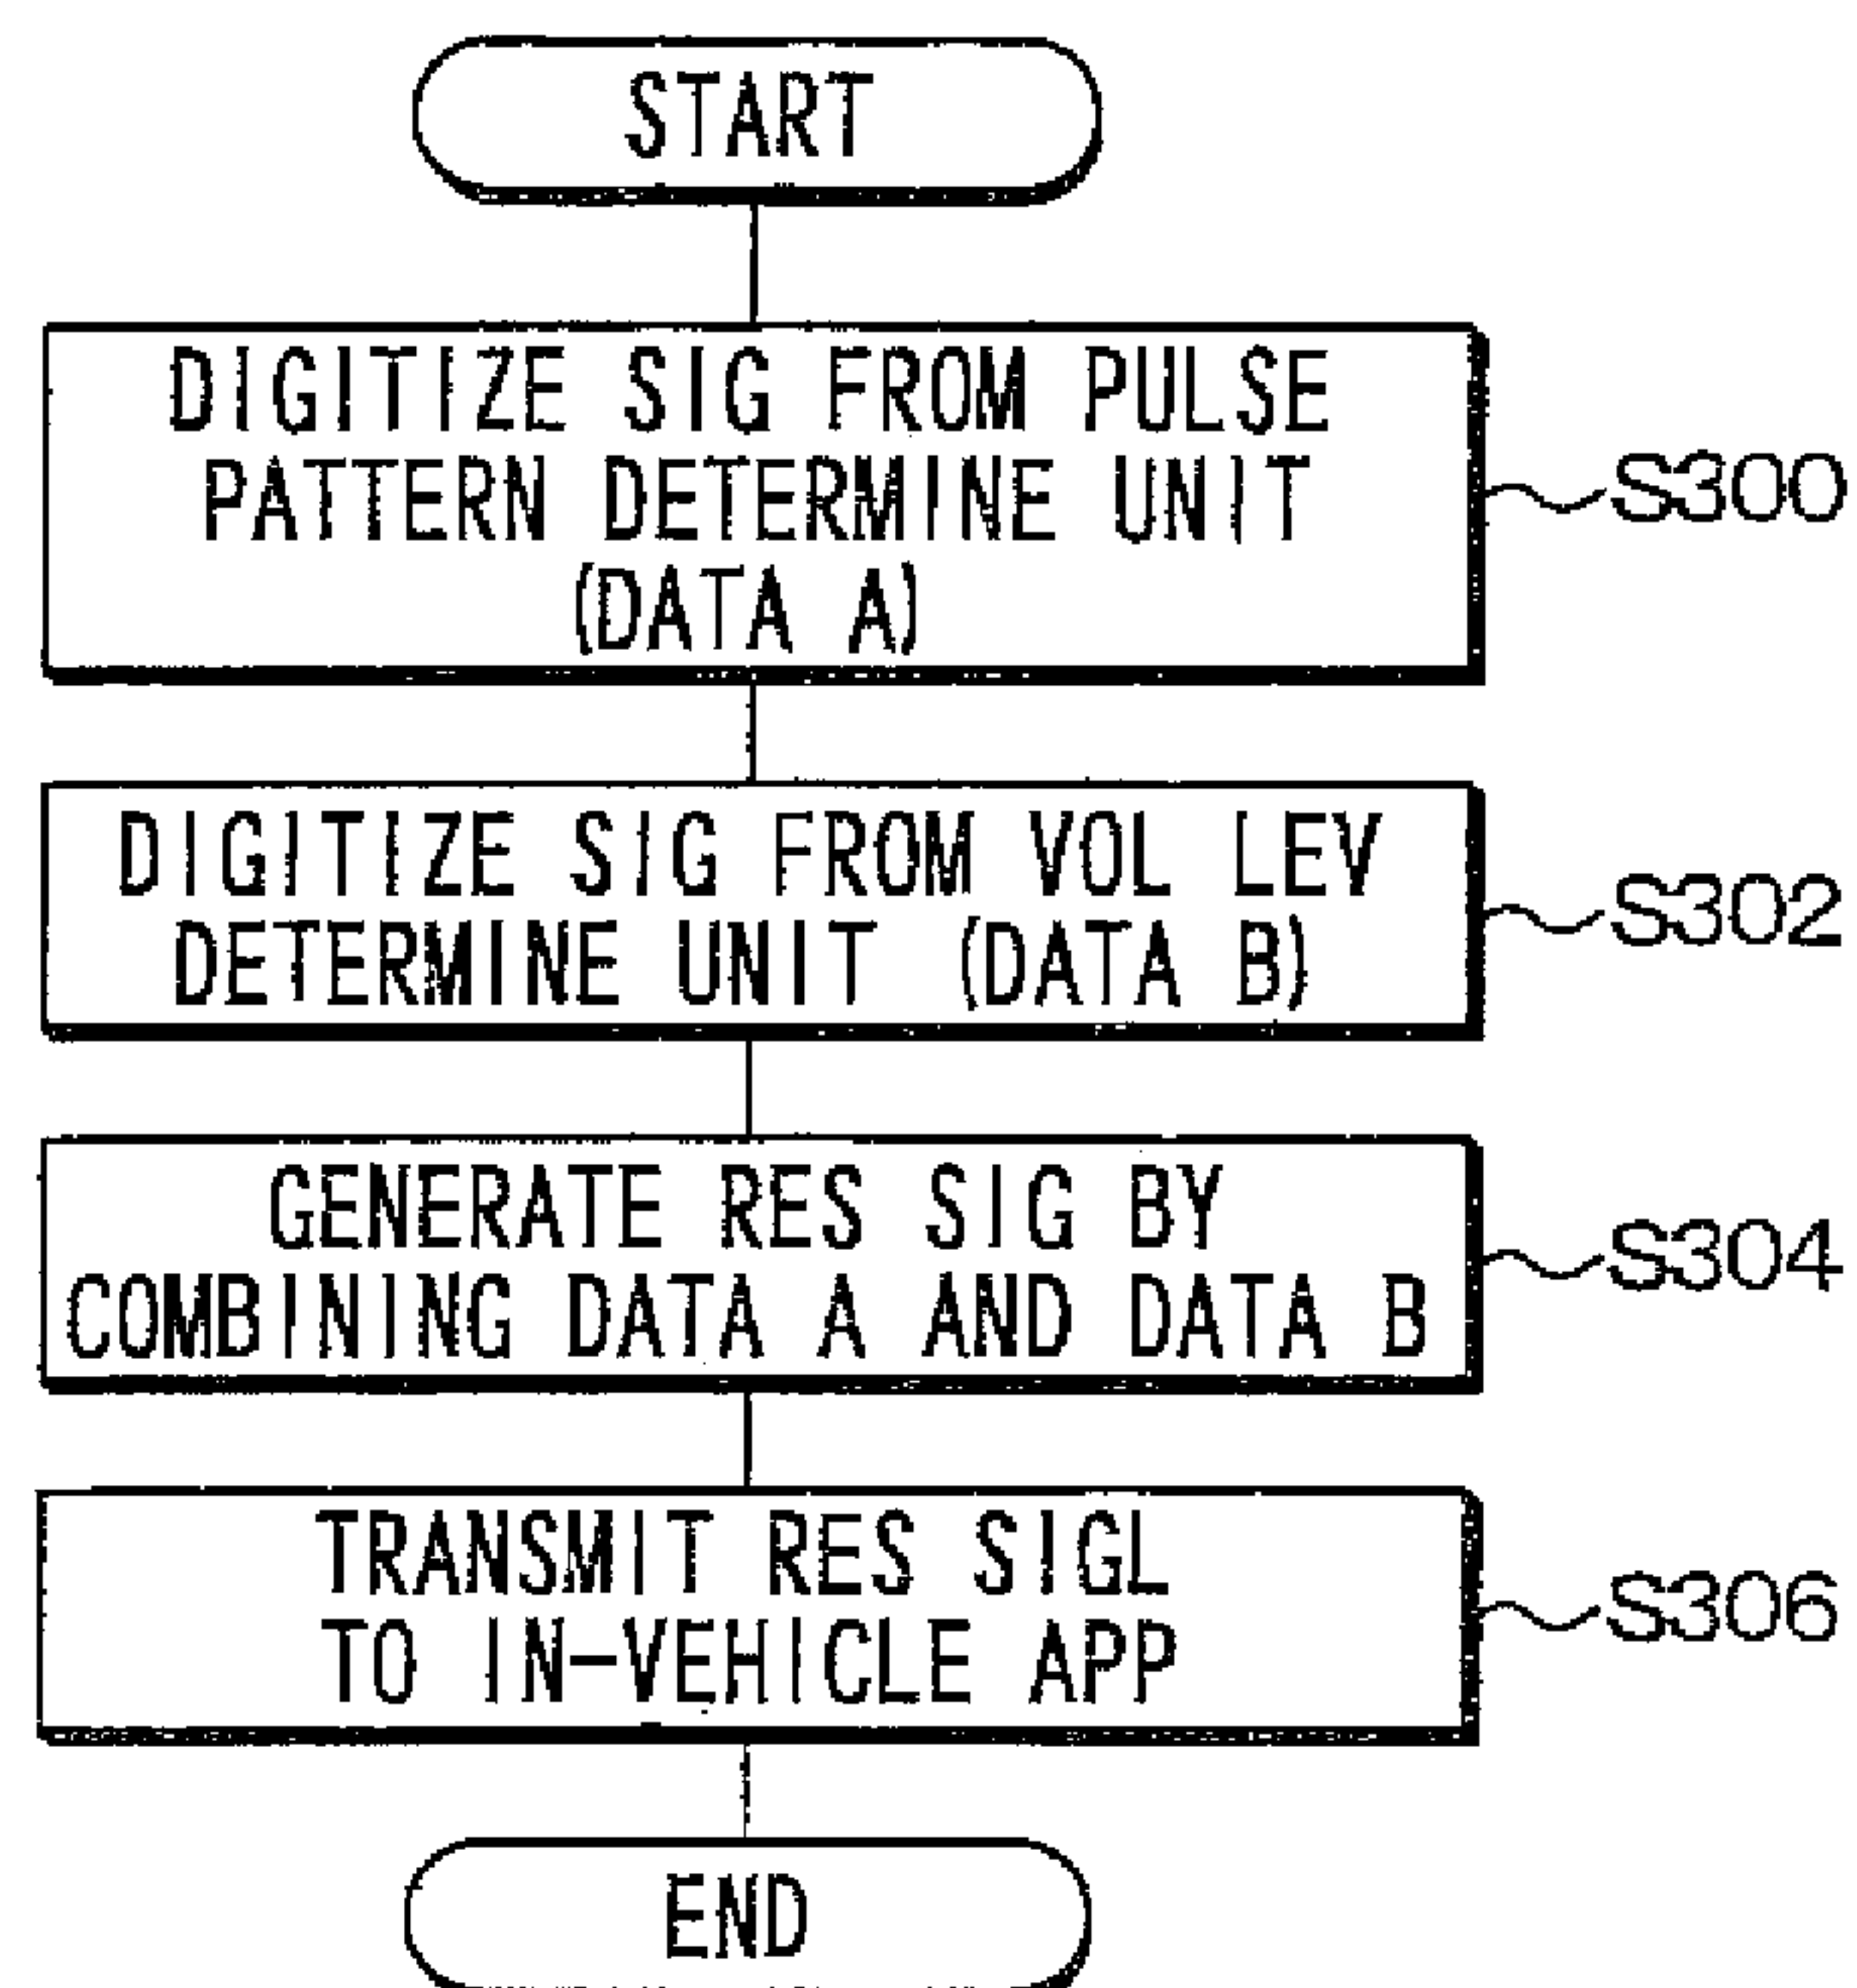 START
DIGITIZE SIG FROM PULSE
PATTERN DETERMINE UNIT
(DATA A)
S300
DIGITIZE SIG FROM VOL LEV
DETERMINE UNIT (DATA B)
S302
GENERATE RES SIG BY
COMBINING DATA A AND DATA B
S304
TRANSMIT RES SIGL
TO IN-VEHICLE APP
S306
END